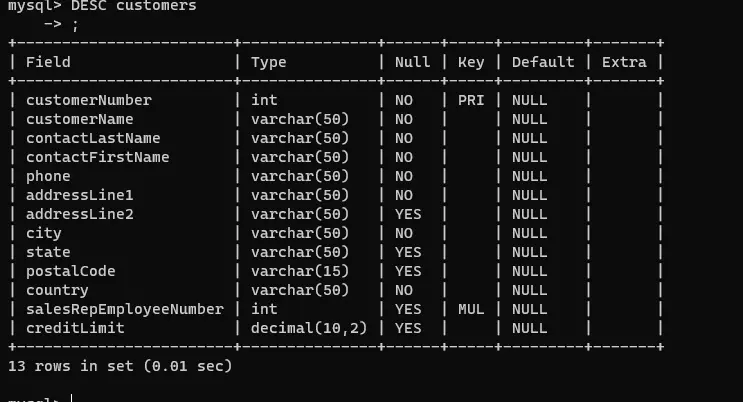 mysql> DESC customers
    -> ;
+------------------------+---------------+------+-----+---------+-------+
| Field                  | Type          | Null | Key | Default | Extra |
+------------------------+---------------+------+-----+---------+-------+
| customerNumber         | int           | NO   | PRI | NULL    |       |
| customerName           | varchar(50)   | NO   |     | NULL    |       |
| contactLastName        | varchar(50)   | NO   |     | NULL    |       |
| contactFirstName       | varchar(50)   | NO   |     | NULL    |       |
| phone                  | varchar(50)   | NO   |     | NULL    |       |
| addressLine1           | varchar(50)   | NO   |     | NULL    |       |
| addressLine2           | varchar(50)   | YES  |     | NULL    |       |
| city                   | varchar(50)   | NO   |     | NULL    |       |
| state                  | varchar(50)   | YES  |     | NULL    |       |
| postalCode             | varchar(15)   | YES  |     | NULL    |       |
| country                | varchar(50)   | NO   |     | NULL    |       |
| salesRepEmployeeNumber | int           | YES  | MUL | NULL    |       |
| creditLimit            | decimal(10,2) | YES  |     | NULL    |       |
+------------------------+---------------+------+-----+---------+-------+
13 rows in set (0.01 sec)

mysql>